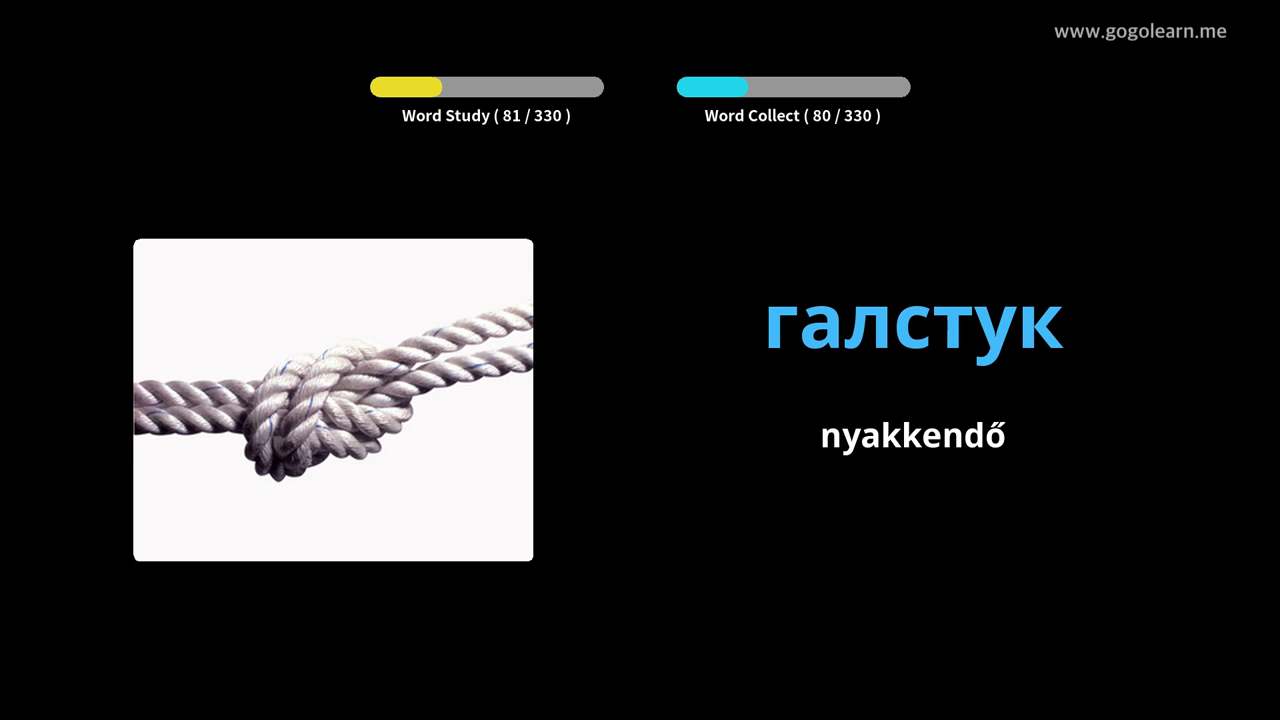 www.gogolearn.me
Word Study ( 81 / 330 )
Word Collect ( 80 / 330 )
галстук
nyakkendő